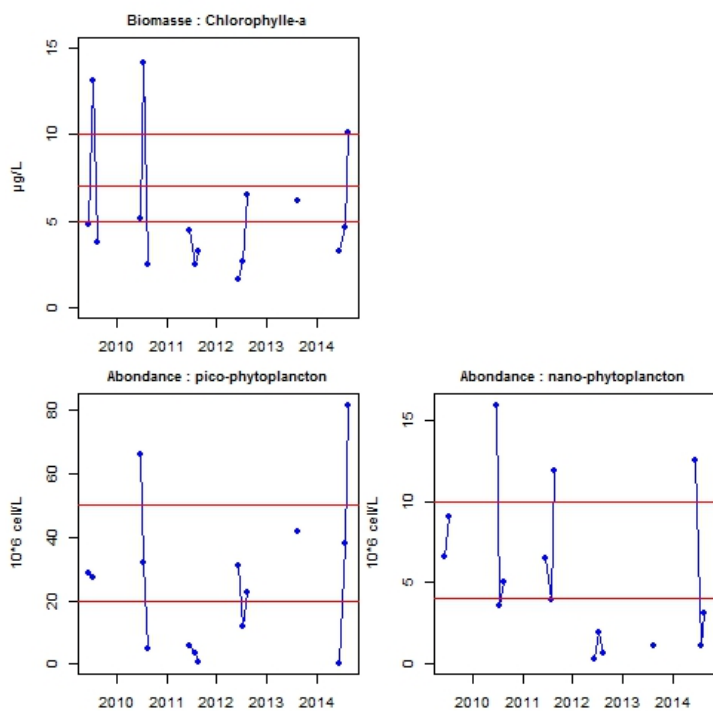 Biomasse : Chlorophylle-a
µg/L
15
10
5
0
2010 2011 2012 2013 2014
Abondance : pico-phytoplancton
10*6 cell/L
80
60
40
20
0
2010 2011 2012 2013 2014
Abondance : nano-phytoplancton
10*6 cell/L
15
10
5
0
2010 2011 2012 2013 2014